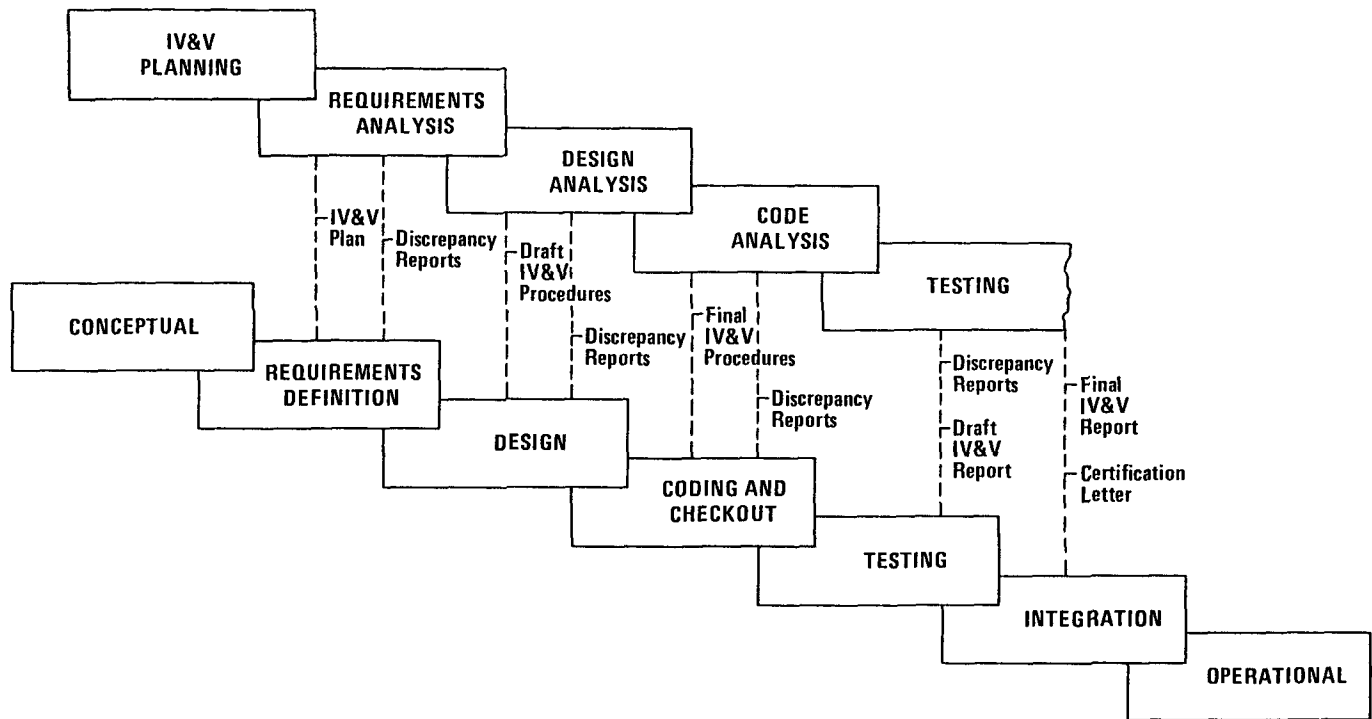 IV&V
PLANNING
REQUIREMENTS
ANALYSIS
DESIGN
ANALYSIS
CODE
ANALYSIS
TESTING
IV&V
Plan
Discrepancy
Reports
Draft
IV&V
Procedures
Discrepancy
Reports
Final
IV&V
Procedures
Discrepancy
Reports
Discrepancy
Reports
Draft
IV&V
Report
Final
IV&V
Report
Certification
Letter
CONCEPTUAL
REQUIREMENTS
DEFINITION
DESIGN
CODING AND
CHECKOUT
TESTING
INTEGRATION
OPERATIONAL